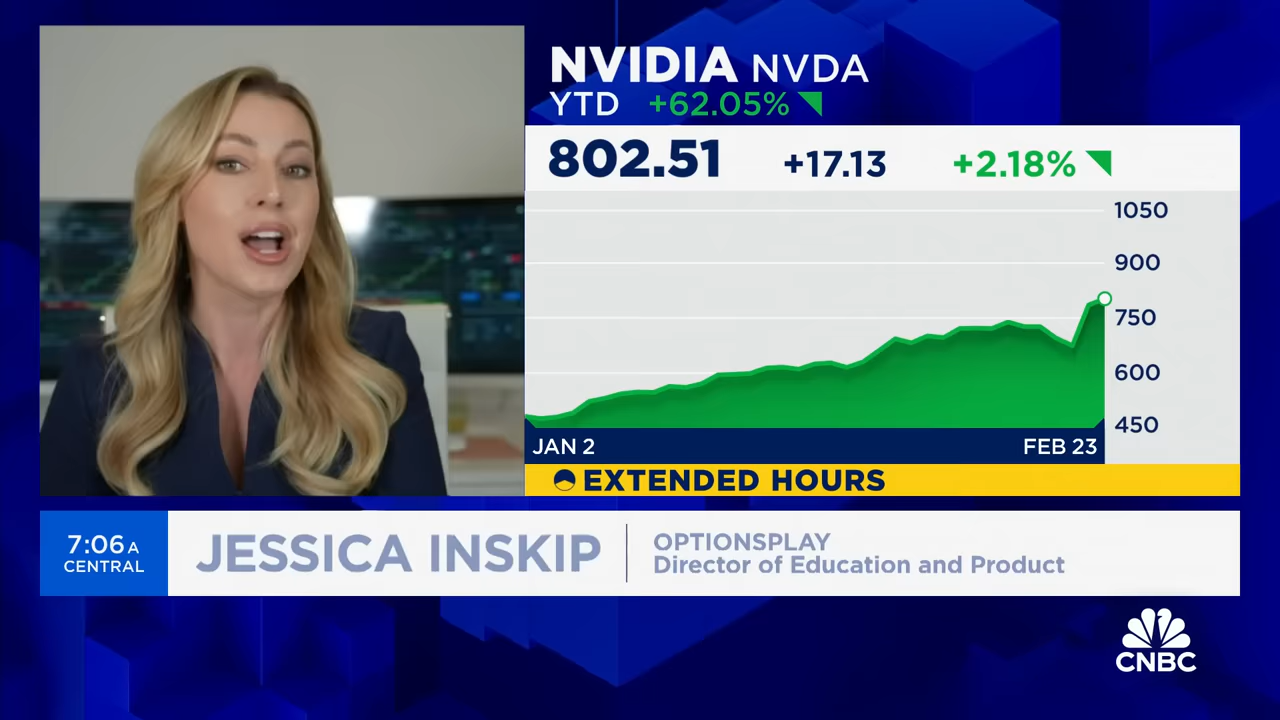 NVIDIA NVDA
YTD +62.05%
802.51 +17.13 +2.18%
1050
900
750
600
450
JAN 2 FEB 23
EXTENDED HOURS
7:06 A
CENTRAL
JESSICA INSKIP
OPTIONSPLAY
Director of Education and Product
CNBC